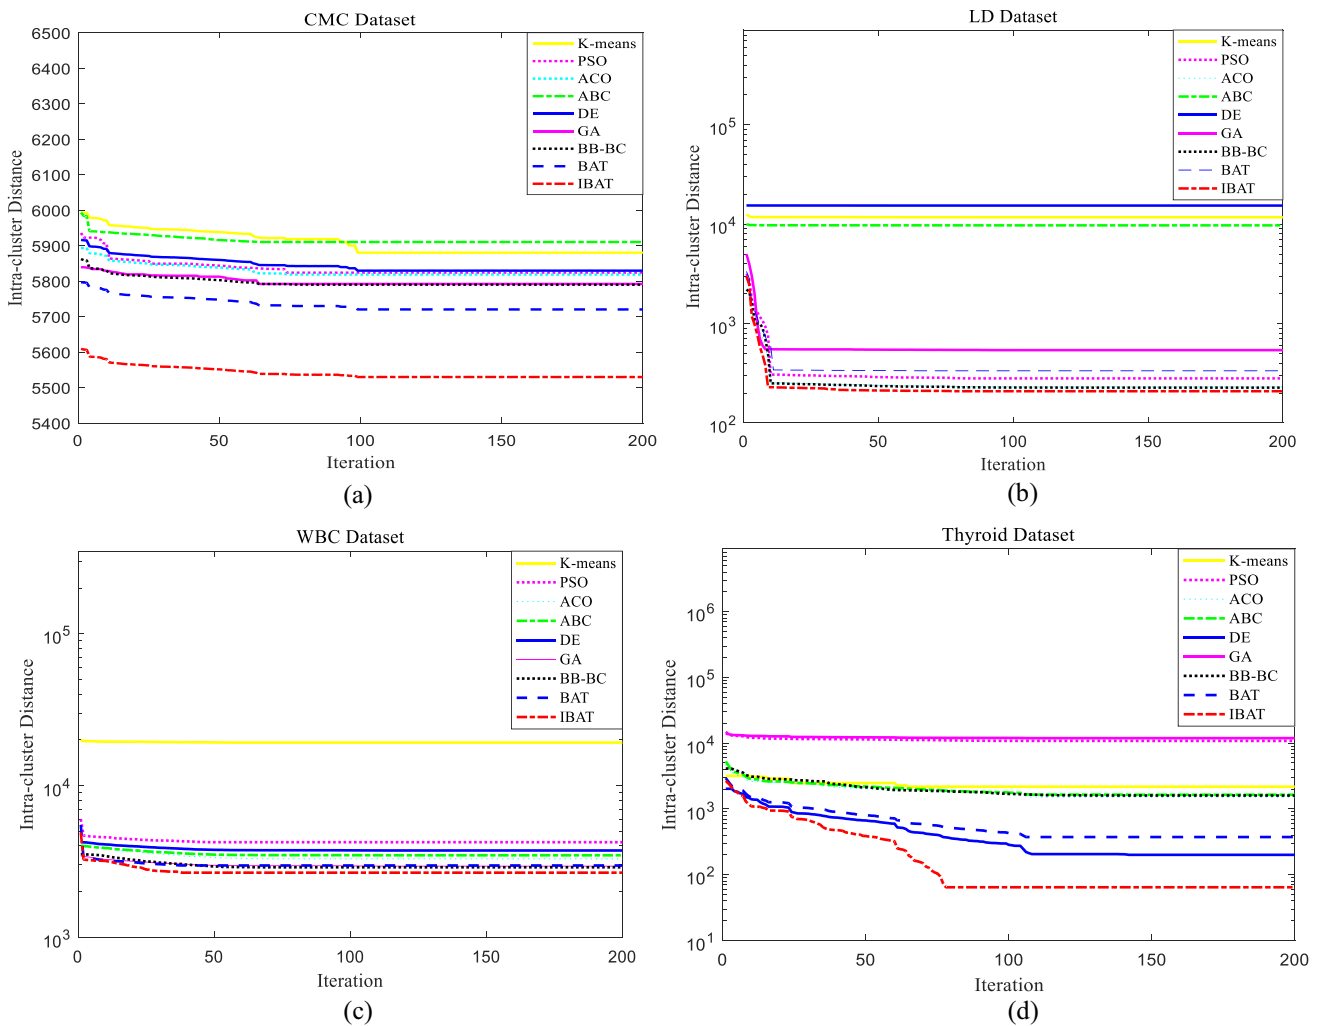 CMC Dataset
6500
6400
6300
6200
6100
6000
5900
5800
5700
5600
5500
5400
Intra-cluster Distance
K-means
PSO
ACO
ABC
DE
GA
BB-BC
BAT
IBAT
0 50 100 150 200
Iteration
(a)
LD Dataset
10^5
10^4
10^3
10^2
Intra-cluster Distance
K-means
PSO
ACO
ABC
DE
GA
BB-BC
BAT
IBAT
0 50 100 150 200
Iteration
(b)
WBC Dataset
10^5
10^4
10^3
Intra-cluster Distance
K-means
PSO
ACO
ABC
DE
GA
BB-BC
BAT
IBAT
0 50 100 150 200
Iteration
(c)
Thyroid Dataset
10^6
10^5
10^4
10^3
10^2
10^1
Intra-cluster Distance
K-means
PSO
ACO
ABC
DE
GA
BB-BC
BAT
IBAT
0 50 100 150 200
Iteration
(d)